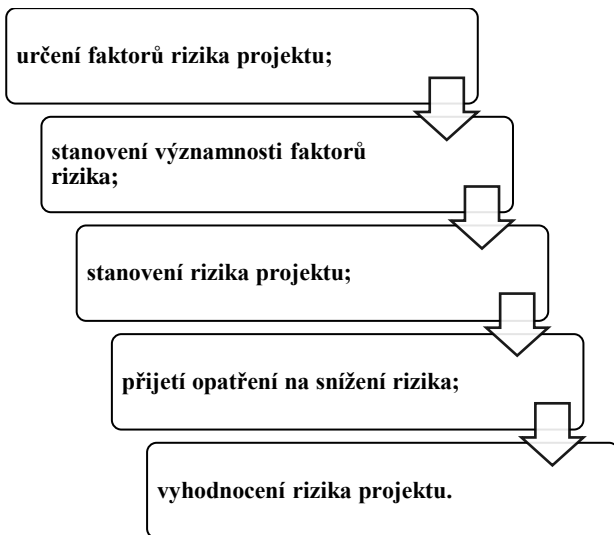 určení faktorů rizika projektu;
stanovení významnosti faktorů
rizika;
stanovení rizika projektu;
přijetí opatření na snížení rizika;
vyhodnocení rizika projektu.